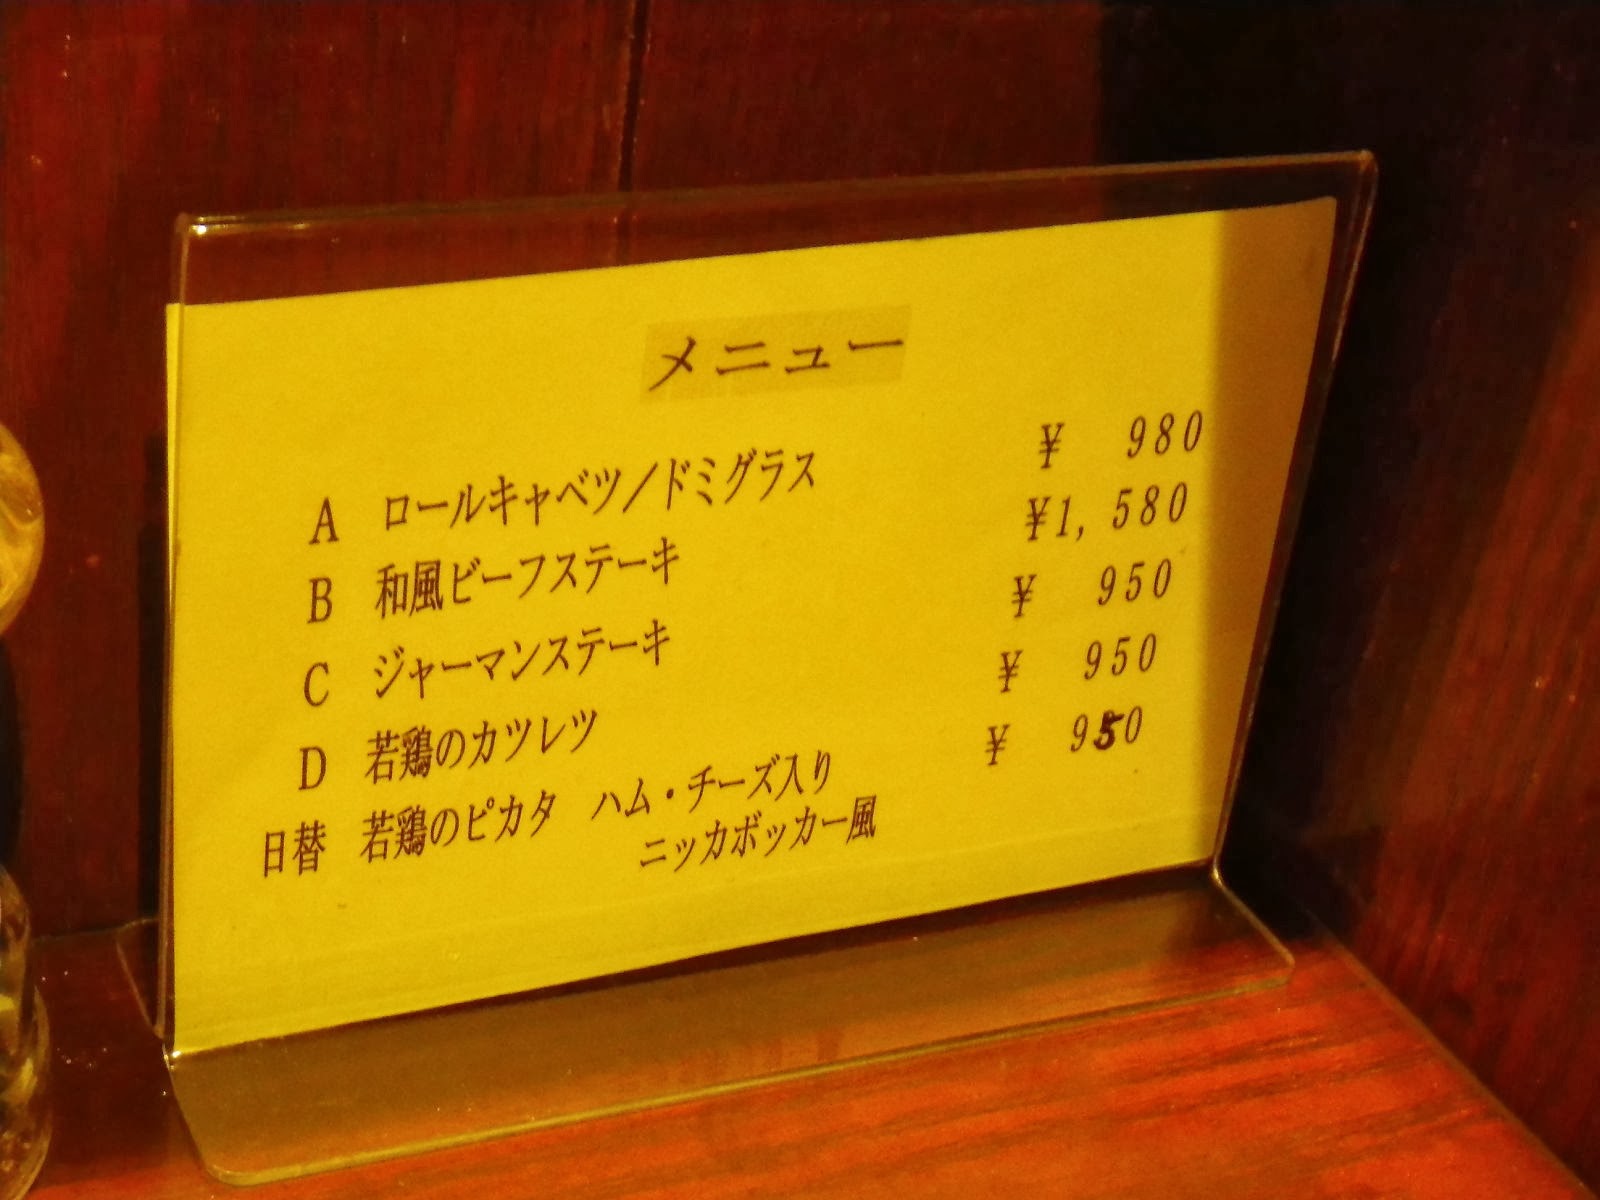 メニュー
A ロールキャベツ/ドミグラス ¥ 980
B 和風ビーフステーキ ¥1,580
C ジャーマンステーキ ¥ 950
D 若鶏のカツレツ ¥ 950
日替 若鶏のピカタ ハム・チーズ入り ¥ 950
ニッカボッカー風